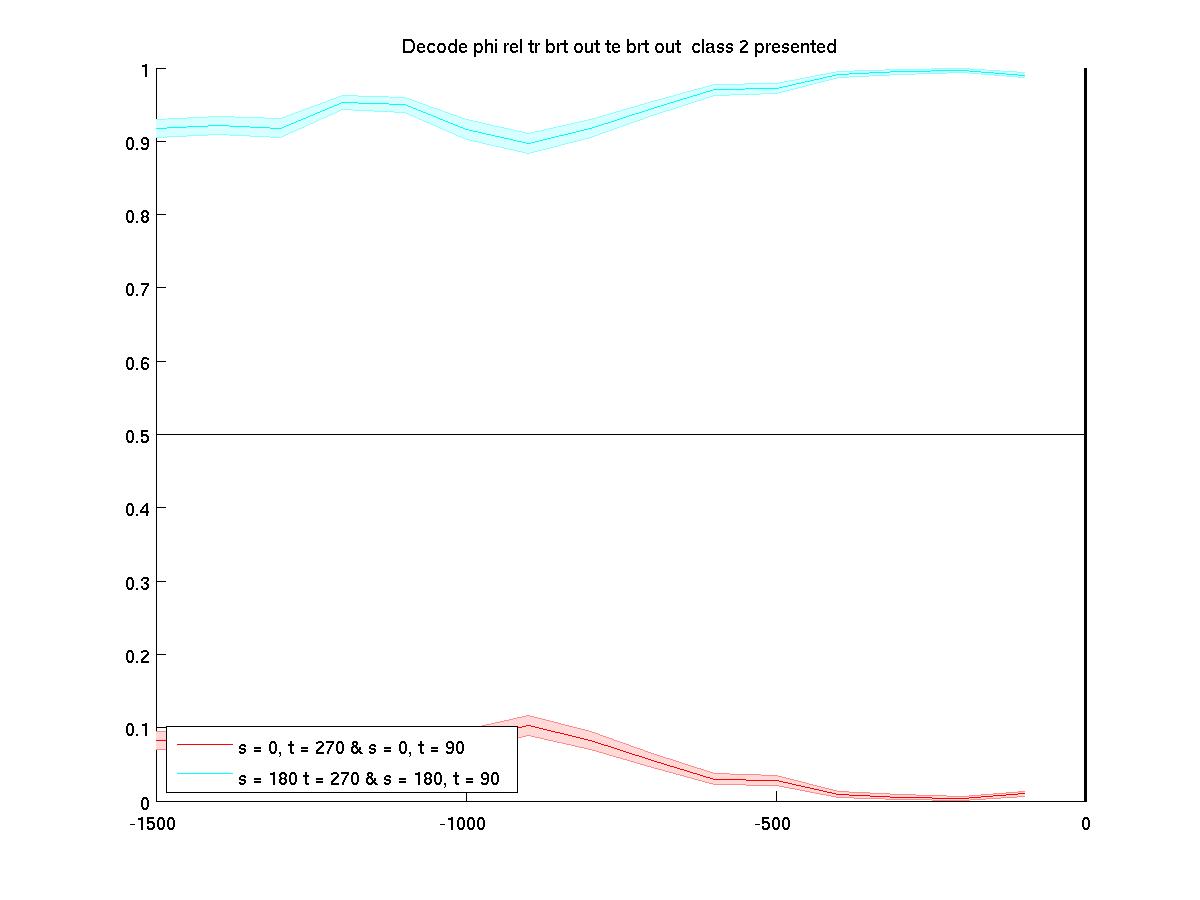 Decode phi rel tr brt out te brt out  class 2 presented
1
0.9
0.8
0.7
0.6
0.5
0.4
0.3
0.2
0.1
0
s = 0, t = 270 & s = 0, t = 90
s = 180 t = 270 & s = 180, t = 90
-1500 -1000 -500 0